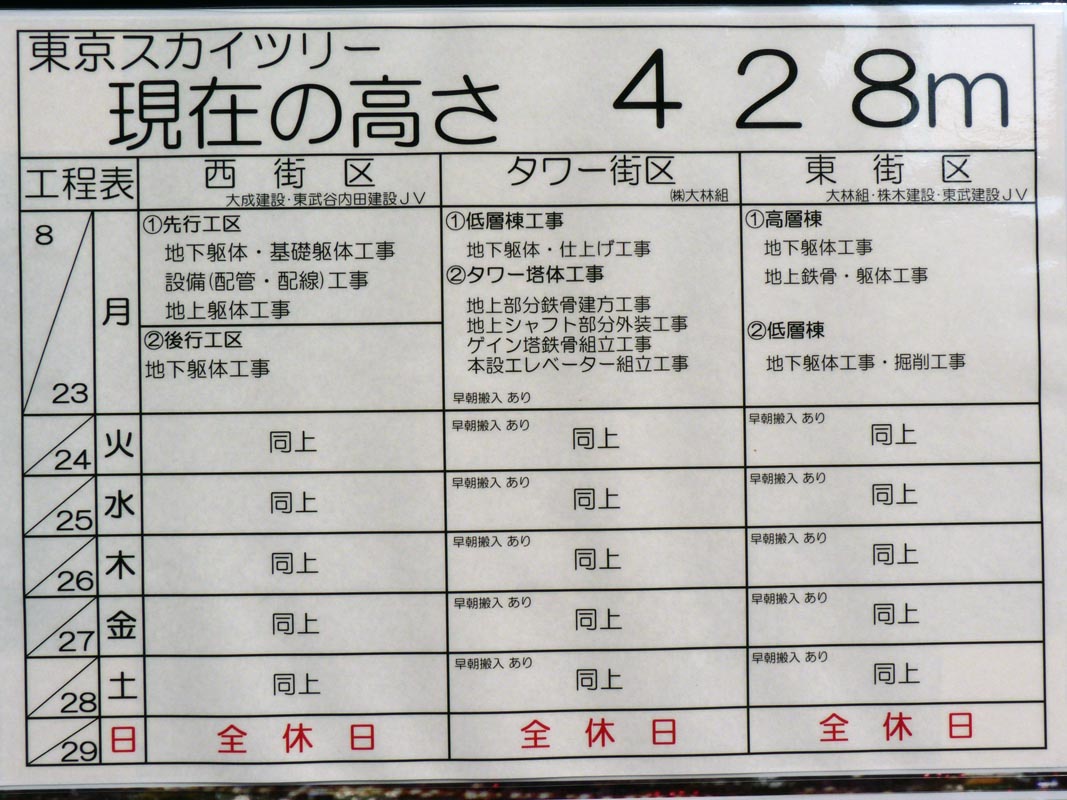 東京スカイツリー
現在の高さ 428m
工程表 西街区 タワー街区 東街区
大成建設・東武谷内田建設JV ㈱大林組 大林組・株木建設・東武建設JV
8
23 月
①先行工区
地下躯体・基礎躯体工事
設備(配管・配線)工事
地上躯体工事
②後行工区
地下躯体工事
①低層棟工事
地下躯体・仕上げ工事
②タワー塔体工事
地上部分鉄骨建方工事
地上シャフト部分外装工事
ゲイン塔鉄骨組立工事
本設エレベーター組立工事
早朝搬入 あり
①高層棟
地下躯体工事
地上鉄骨・躯体工事
②低層棟
地下躯体工事・掘削工事
24 火 同上 早朝搬入 あり 同上 早朝搬入 あり 同上
25 水 同上 早朝搬入 あり 同上 早朝搬入 あり 同上
26 木 同上 早朝搬入 あり 同上 早朝搬入 あり 同上
27 金 同上 早朝搬入 あり 同上 早朝搬入 あり 同上
28 土 同上 早朝搬入 あり 同上 早朝搬入 あり 同上
29 日 全休日 全休日 全休日